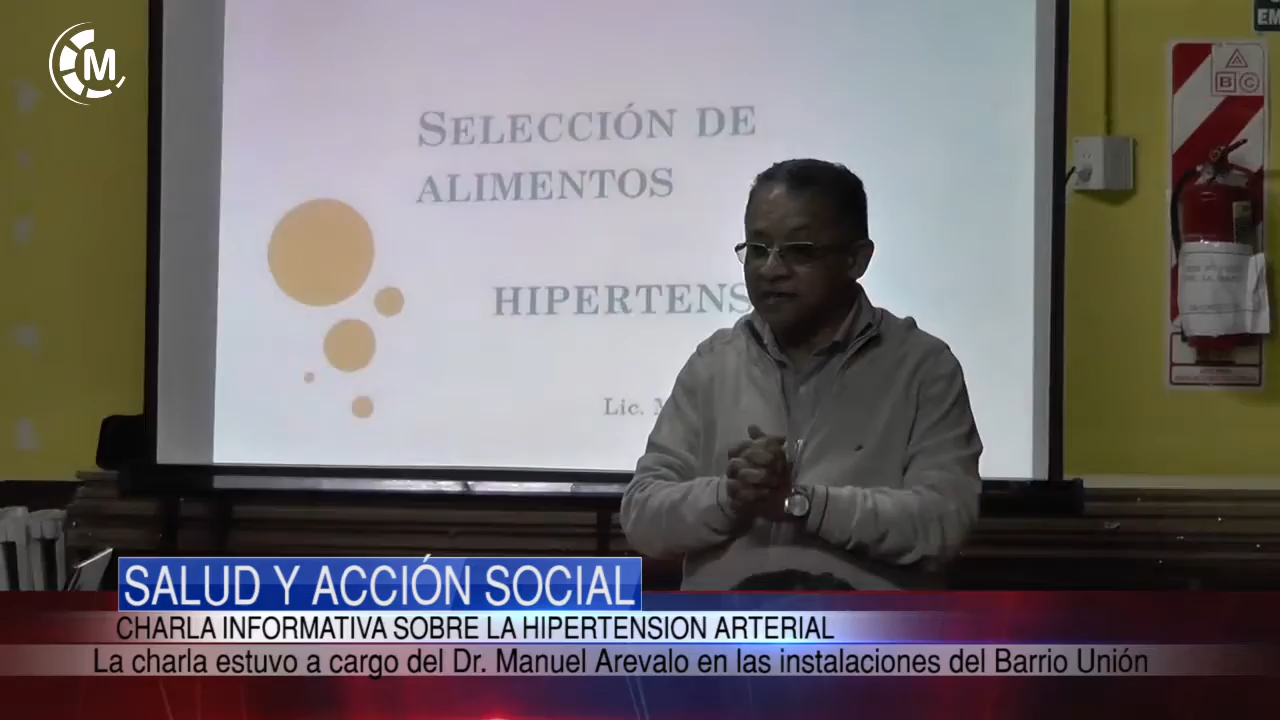 M
EM
A
B C
SELECCIÓN DE
ALIMENTOS
HIPERTENS
Lic. M
SALUD Y ACCIÓN SOCIAL
CHARLA INFORMATIVA SOBRE LA HIPERTENSION ARTERIAL
La charla estuvo a cargo del Dr. Manuel Arevalo en las instalaciones del Barrio Unión